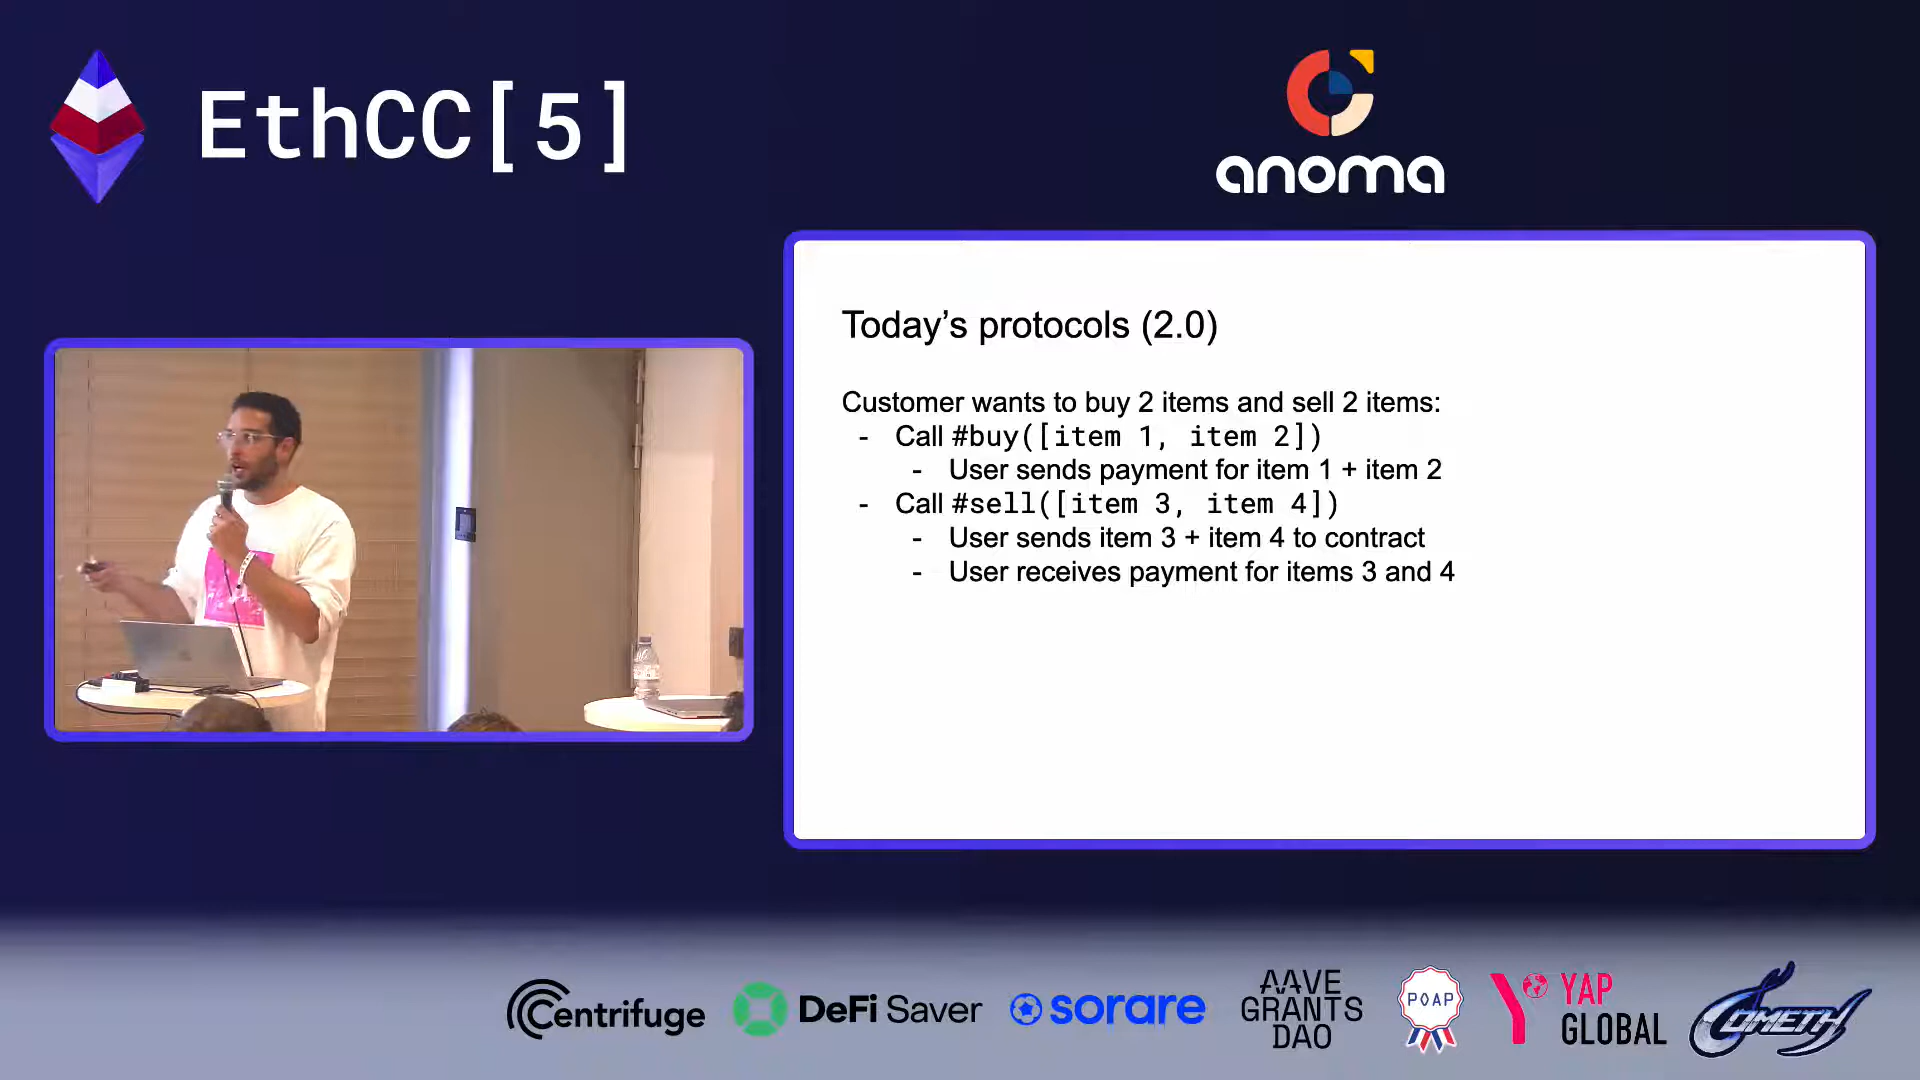 EthCC[5]
anoma
Today's protocols (2.0)
Customer wants to buy 2 items and sell 2 items:
- Call #buy([item 1, item 2])
- User sends payment for item 1 + item 2
- Call #sell([item 3, item 4])
- User sends item 3 + item 4 to contract
- User receives payment for items 3 and 4
Centrifuge
DeFi Saver
sorare
AAVE
GRANTS
DAO
POAP
YAP
GLOBAL
COMETH